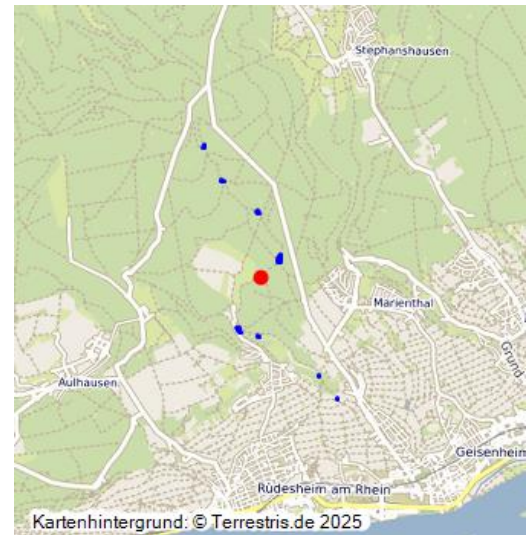 Stephanshausen
Marienthal
Grund
Aulhausen
Geisenheim
Rüdesheim am Rhein
Kartenhintergrund: © Terrestris.de 2025